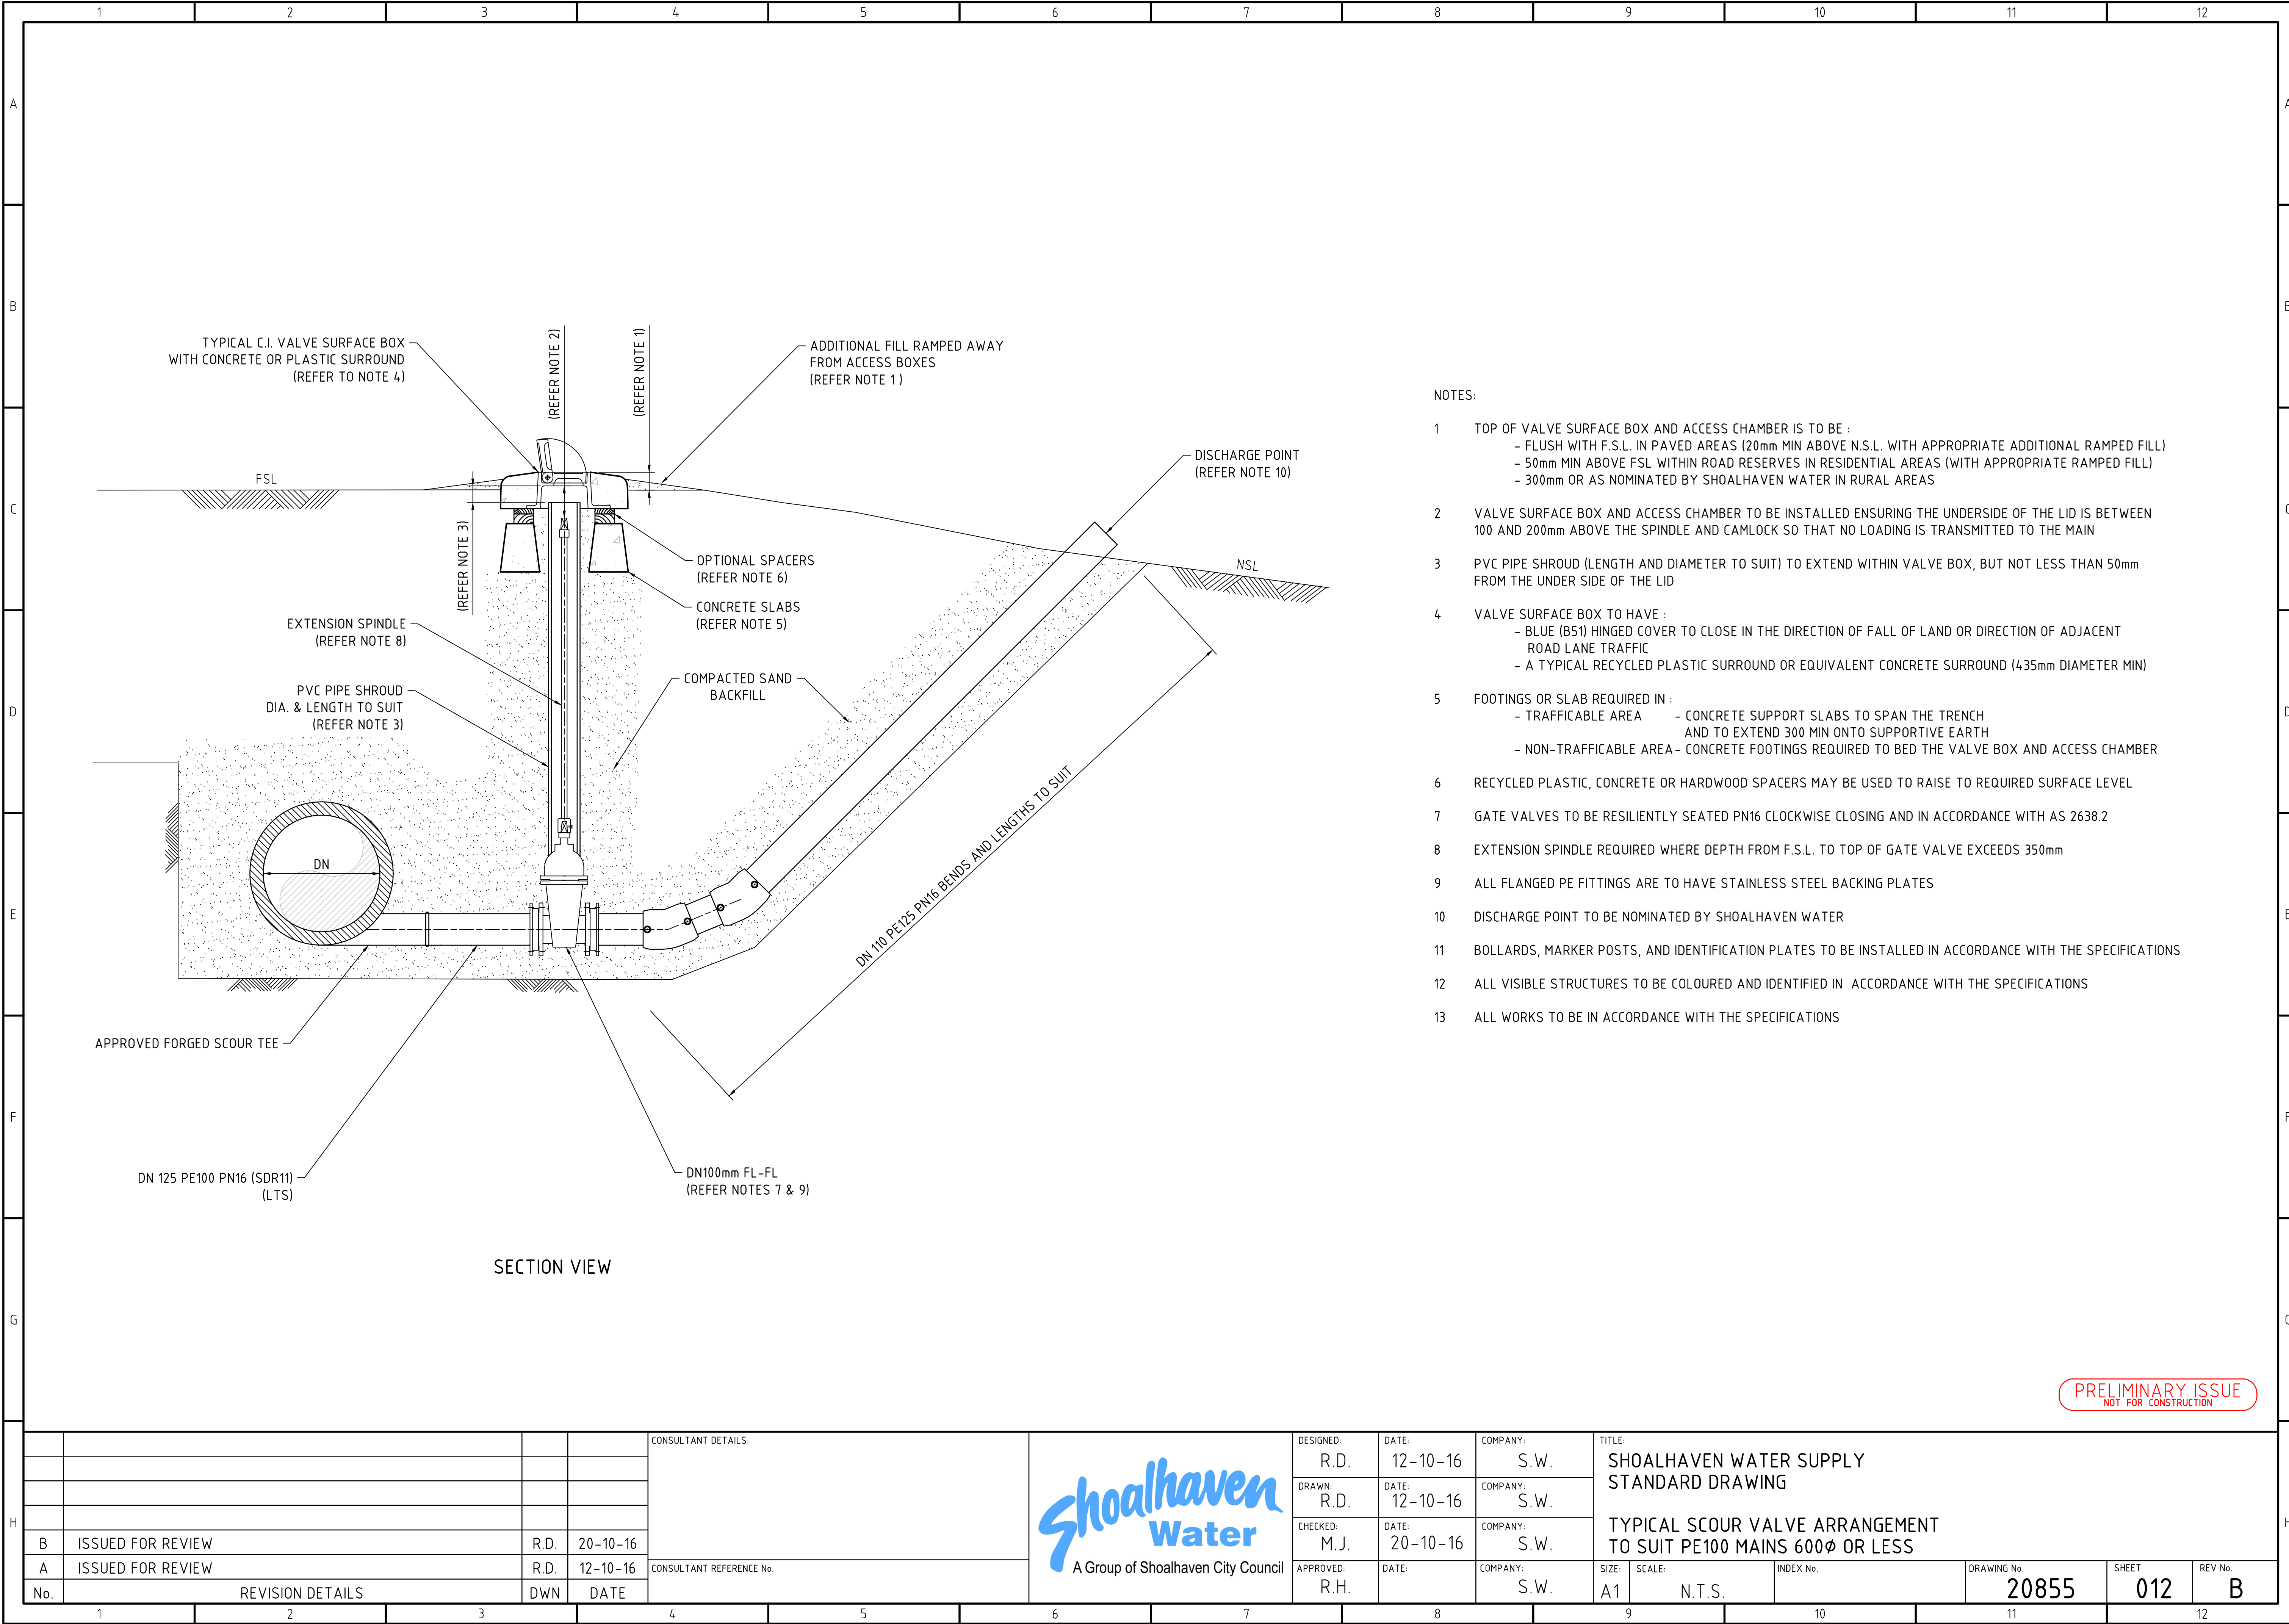 1 2 3 4 5 6 7 8 9 10 11 12
A
B
C
D
E
F
G
H
TYPICAL C.I. VALVE SURFACE BOX
WITH CONCRETE OR PLASTIC SURROUND
(REFER TO NOTE 4)
(REFER NOTE 2)
(REFER NOTE 1)
ADDITIONAL FILL RAMPED AWAY
FROM ACCESS BOXES
(REFER NOTE 1 )
DISCHARGE POINT
(REFER NOTE 10)
FSL
NSL
(REFER NOTE 3)
OPTIONAL SPACERS
(REFER NOTE 6)
CONCRETE SLABS
(REFER NOTE 5)
EXTENSION SPINDLE
(REFER NOTE 8)
COMPACTED SAND
BACKFILL
PVC PIPE SHROUD
DIA. & LENGTH TO SUIT
(REFER NOTE 3)
DN
DN 110 PE125 PN16 BENDS AND LENGTHS TO SUIT
APPROVED FORGED SCOUR TEE
DN 125 PE100 PN16 (SDR11)
(LTS)
DN100mm FL-FL
(REFER NOTES 7 & 9)
SECTION VIEW
NOTES:
1 TOP OF VALVE SURFACE BOX AND ACCESS CHAMBER IS TO BE :
- FLUSH WITH F.S.L. IN PAVED AREAS (20mm MIN ABOVE N.S.L. WITH APPROPRIATE ADDITIONAL RAMPED FILL)
- 50mm MIN ABOVE FSL WITHIN ROAD RESERVES IN RESIDENTIAL AREAS (WITH APPROPRIATE RAMPED FILL)
- 300mm OR AS NOMINATED BY SHOALHAVEN WATER IN RURAL AREAS
2 VALVE SURFACE BOX AND ACCESS CHAMBER TO BE INSTALLED ENSURING THE UNDERSIDE OF THE LID IS BETWEEN
100 AND 200mm ABOVE THE SPINDLE AND CAMLOCK SO THAT NO LOADING IS TRANSMITTED TO THE MAIN
3 PVC PIPE SHROUD (LENGTH AND DIAMETER TO SUIT) TO EXTEND WITHIN VALVE BOX, BUT NOT LESS THAN 50mm
FROM THE UNDER SIDE OF THE LID
4 VALVE SURFACE BOX TO HAVE :
- BLUE (B51) HINGED COVER TO CLOSE IN THE DIRECTION OF FALL OF LAND OR DIRECTION OF ADJACENT
ROAD LANE TRAFFIC
- A TYPICAL RECYCLED PLASTIC SURROUND OR EQUIVALENT CONCRETE SURROUND (435mm DIAMETER MIN)
5 FOOTINGS OR SLAB REQUIRED IN :
- TRAFFICABLE AREA - CONCRETE SUPPORT SLABS TO SPAN THE TRENCH
AND TO EXTEND 300 MIN ONTO SUPPORTIVE EARTH
- NON-TRAFFICABLE AREA - CONCRETE FOOTINGS REQUIRED TO BED THE VALVE BOX AND ACCESS CHAMBER
6 RECYCLED PLASTIC, CONCRETE OR HARDWOOD SPACERS MAY BE USED TO RAISE TO REQUIRED SURFACE LEVEL
7 GATE VALVES TO BE RESILIENTLY SEATED PN16 CLOCKWISE CLOSING AND IN ACCORDANCE WITH AS 2638.2
8 EXTENSION SPINDLE REQUIRED WHERE DEPTH FROM F.S.L. TO TOP OF GATE VALVE EXCEEDS 350mm
9 ALL FLANGED PE FITTINGS ARE TO HAVE STAINLESS STEEL BACKING PLATES
10 DISCHARGE POINT TO BE NOMINATED BY SHOALHAVEN WATER
11 BOLLARDS, MARKER POSTS, AND IDENTIFICATION PLATES TO BE INSTALLED IN ACCORDANCE WITH THE SPECIFICATIONS
12 ALL VISIBLE STRUCTURES TO BE COLOURED AND IDENTIFIED IN ACCORDANCE WITH THE SPECIFICATIONS
13 ALL WORKS TO BE IN ACCORDANCE WITH THE SPECIFICATIONS
PRELIMINARY ISSUE
NOT FOR CONSTRUCTION
B ISSUED FOR REVIEW R.D. 20-10-16
A ISSUED FOR REVIEW R.D. 12-10-16
No. REVISION DETAILS DWN DATE
CONSULTANT DETAILS:
CONSULTANT REFERENCE No.
Shoalhaven
Water
A Group of Shoalhaven City Council
DESIGNED: DATE: COMPANY:
R.D. 12-10-16 S.W.
DRAWN: DATE: COMPANY:
R.D. 12-10-16 S.W.
CHECKED: DATE: COMPANY:
M.J. 20-10-16 S.W.
APPROVED: DATE: COMPANY:
R.H. S.W.
TITLE:
SHOALHAVEN WATER SUPPLY
STANDARD DRAWING
TYPICAL SCOUR VALVE ARRANGEMENT
TO SUIT PE100 MAINS 600Ø OR LESS
SIZE: SCALE: INDEX No. DRAWING No. SHEET REV No.
A1 N.T.S. 20855 012 B
1 2 3 4 5 6 7 8 9 10 11 12
A
B
C
D
E
F
G
H